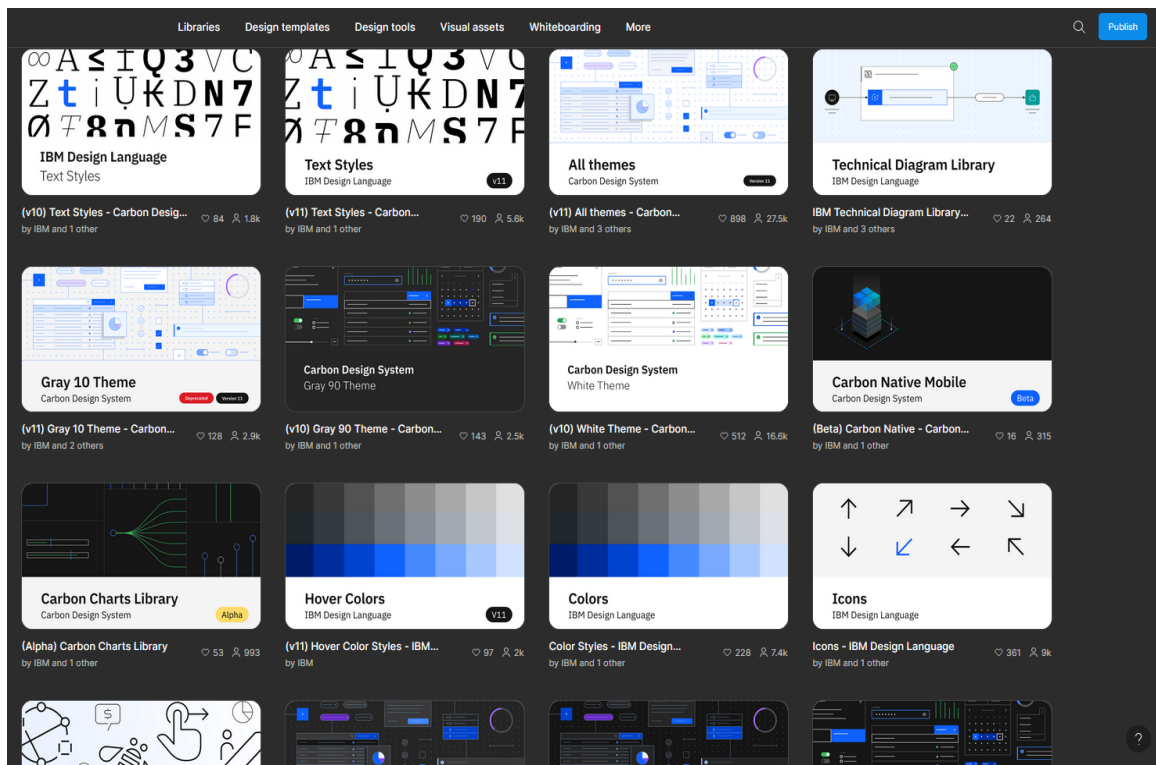 Libraries Design templates Design tools Visual assets Whiteboarding More Publish
IBM Design Language
Text Styles
(v10) Text Styles - Carbon Desig... 84 1.8k
by IBM and 1 other
Text Styles
IBM Design Language v11
(v11) Text Styles - Carbon... 190 5.6k
by IBM and 1 other
All themes
Carbon Design System Version 11
(v11) All themes - Carbon... 898 27.5k
by IBM and 3 others
Technical Diagram Library
IBM Design Language
IBM Technical Diagram Library... 22 264
by IBM and 3 others
Gray 10 Theme
Carbon Design System Deprecated Version 11
(v11) Gray 10 Theme - Carbon... 128 2.9k
by IBM and 2 others
Carbon Design System
Gray 90 Theme
(v10) Gray 90 Theme - Carbon... 143 2.5k
by IBM and 1 other
Carbon Design System
White Theme
(v10) White Theme - Carbon... 512 16.6k
by IBM and 1 other
Carbon Native Mobile
Carbon Design System Beta
(Beta) Carbon Native - Carbon... 16 315
by IBM and 1 other
Carbon Charts Library
Carbon Design System Alpha
(Alpha) Carbon Charts Library 53 993
by IBM and 1 other
Hover Colors
IBM Design Language V11
(v11) Hover Color Styles - IBM... 97 2k
by IBM
Colors
IBM Design Language
Color Styles - IBM Design... 228 7.4k
by IBM and 1 other
Icons
IBM Design Language
Icons - IBM Design Language 361 9k
by IBM and 1 other
$
?